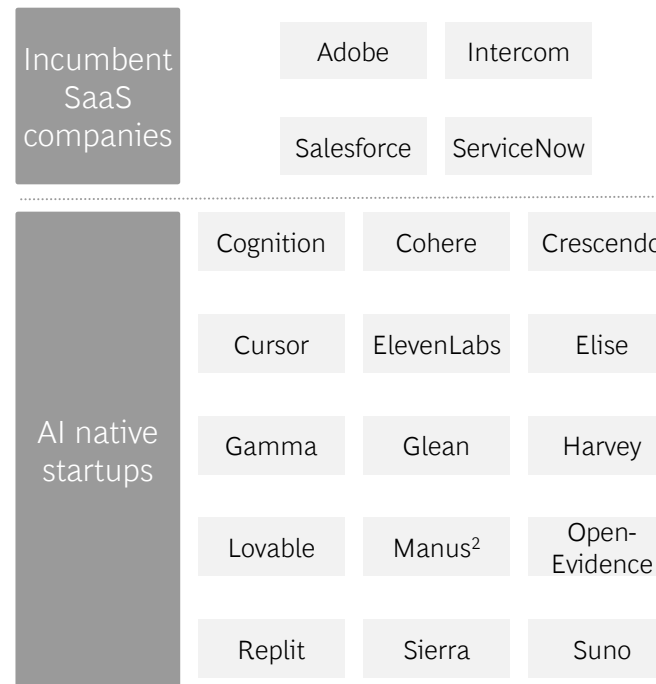 Incumbent
SaaS
companies
Adobe
Intercom
Salesforce
ServiceNow
AI native
startups
Cognition
Cohere
Crescendo
Cursor
ElevenLabs
Elise
Gamma
Glean
Harvey
Lovable
Manus²
Open-
Evidence
Replit
Sierra
Suno